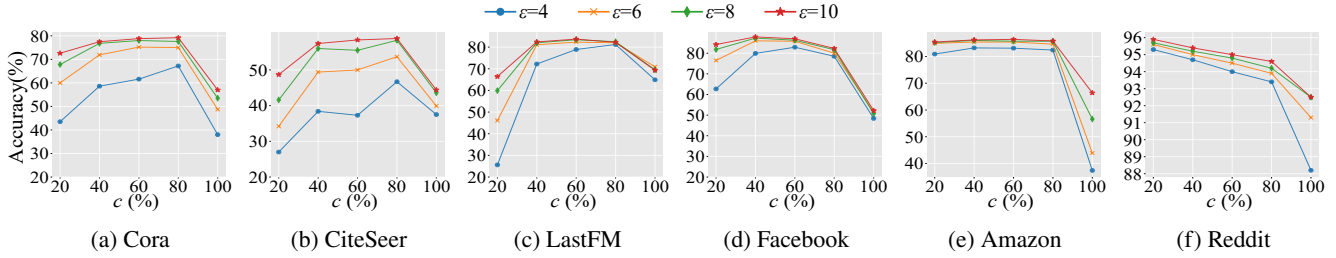 ε=4 ε=6 ε=8 ε=10
Accuracy(%)
80
70
60
50
40
30
20
20 40 60 80 100
c (%)
(a) Cora
50
40
30
20
20 40 60 80 100
c (%)
(b) CiteSeer
80
70
60
50
40
30
20
20 40 60 80 100
c (%)
(c) LastFM
80
70
60
50
40
30
20
20 40 60 80 100
c (%)
(d) Facebook
80
60
40
20 40 60 80 100
c (%)
(e) Amazon
96
95
94
93
92
91
90
89
88
20 40 60 80 100
c (%)
(f) Reddit